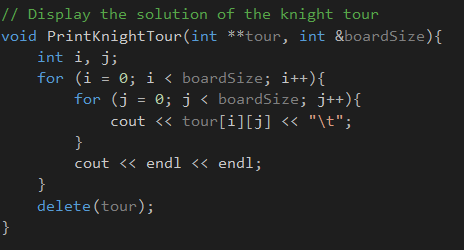 // Display the solution of the knight tour
void PrintKnightTour(int **tour, int &boardSize){
    int i, j;
    for (i = 0; i < boardSize; i++){
        for (j = 0; j < boardSize; j++){
            cout << tour[i][j] << "\t";
        }
        cout << endl << endl;
    }
    delete(tour);
}